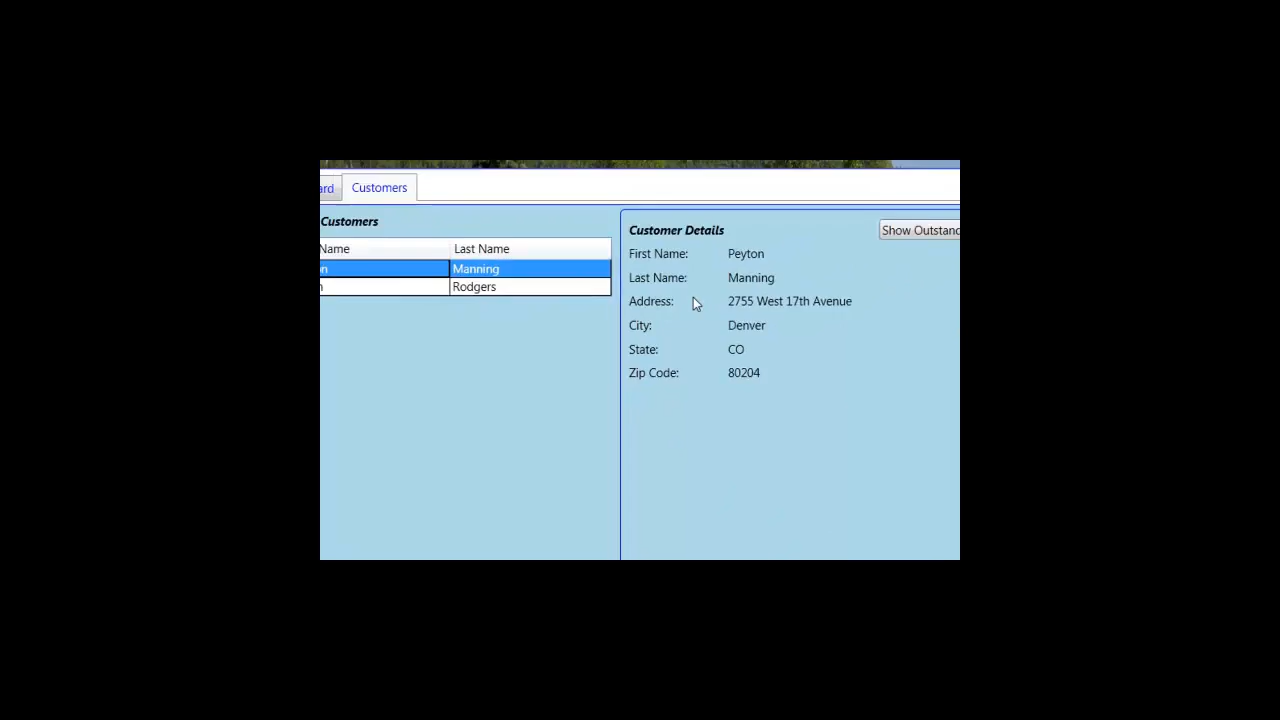 Customers
Customers
Name Last Name
Manning
Rodgers
Customer Details Show
First Name: Peyton
Last Name: Manning
Address: 2755 West 17th Avenue
City: Denver
State: CO
Zip Code: 80204